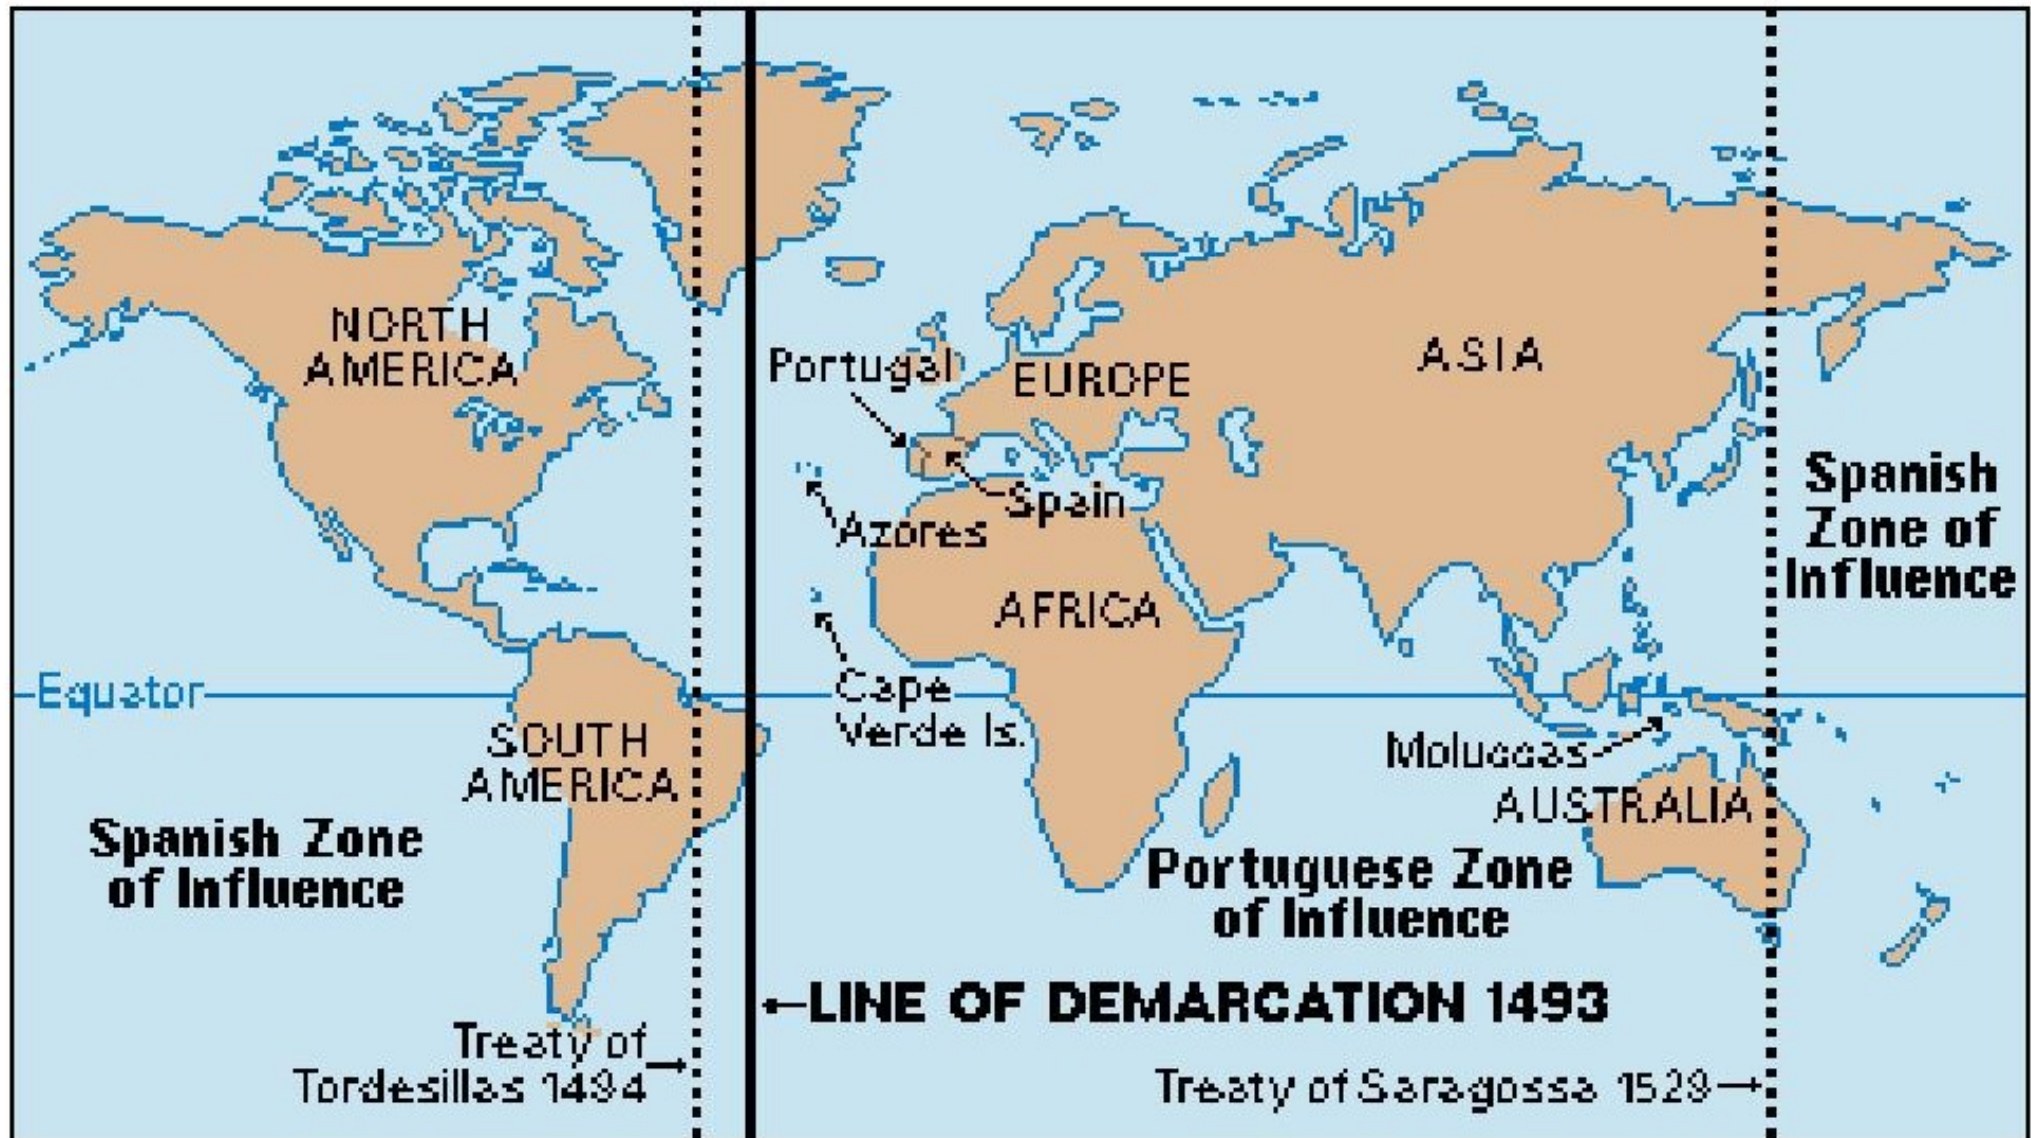 NORTH
AMERICA
Portugal
EUROPE
ASIA
Spain
Azores
Spanish
Zone of
Influence
AFRICA
Equator
Cape
Verde Is.
SOUTH
AMERICA
Moluccas
AUSTRALIA
Spanish Zone
of Influence
Portuguese Zone
of Influence
LINE OF DEMARCATION 1493
Treaty of
Tordesillas 1494
Treaty of Saragossa 1529